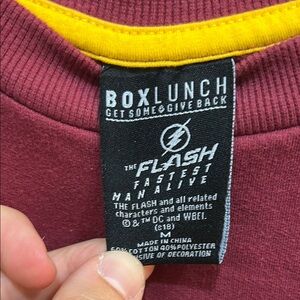 BOXLUNCH
GET SOME GIVE BACK
THE FLASH
FASTEST
MAN ALIVE
THE FLASH and all related
characters and elements
© & ™ DC and WBEI.
(s18)
M
MADE IN CHINA
60% COTTON 40% POLYESTER
OF DECORATION